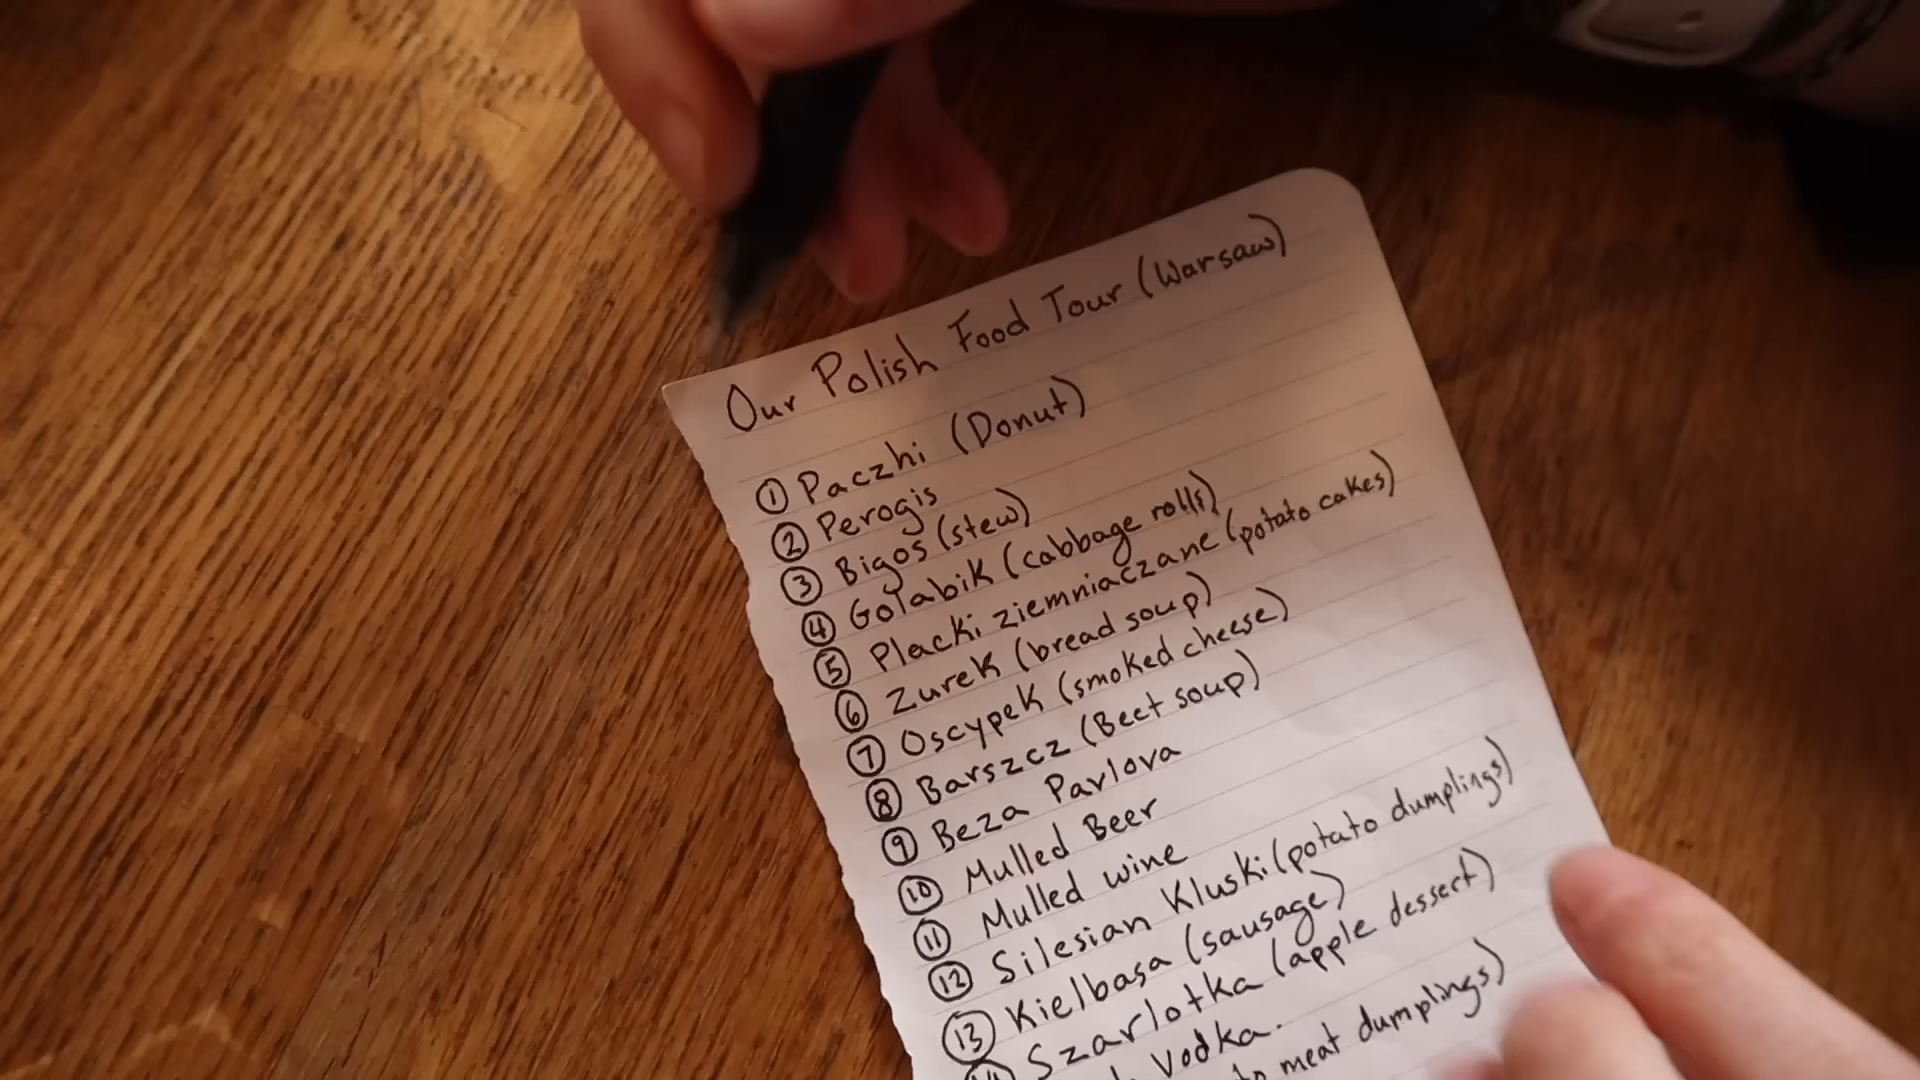 Our Polish Food Tour (Warsaw)
① Paczhi (Donut)
② Perogis
③ Bigos (stew)
④ Golabik (cabbage rolls)
⑤ Placki ziemniaczane (potato cakes)
⑥ Zurek (bread soup)
⑦ Oscypek (smoked cheese)
⑧ Barszcz (Beet soup)
⑨ Beza Pavlova
⑩ Mulled Beer
⑪ Mulled wine
⑫ Silesian Kluski (potato dumplings)
⑬ Kielbasa (sausage)
Szarlotka (apple dessert)
Vodka.
meat dumplings)